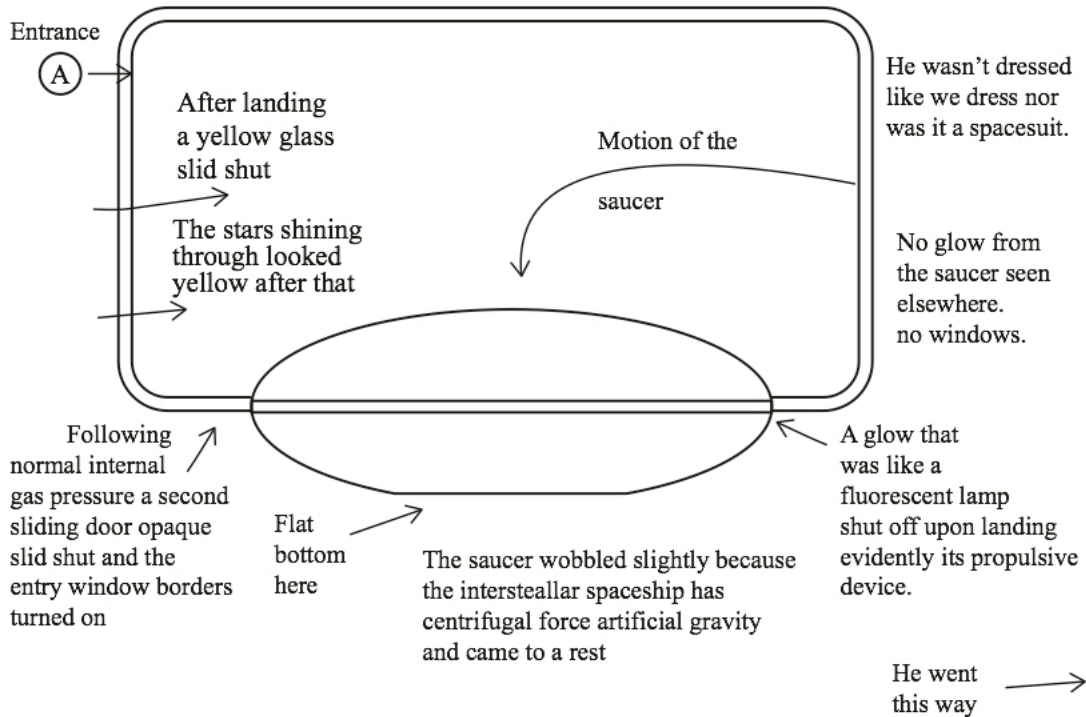 Entrance
A
After landing
a yellow glass
slid shut
The stars shining
through looked
yellow after that
Motion of the
saucer
He wasn't dressed
like we dress nor
was it a spacesuit.
No glow from
the saucer seen
elsewhere.
no windows.
Following
normal internal
gas pressure a second
sliding door opaque
slid shut and the
entry window borders
turned on
Flat
bottom
here
The saucer wobbled slightly because
the intersteallar spaceship has
centrifugal force artificial gravity
and came to a rest
A glow that
was like a
fluorescent lamp
shut off upon landing
evidently its propulsive
device.
He went
this way